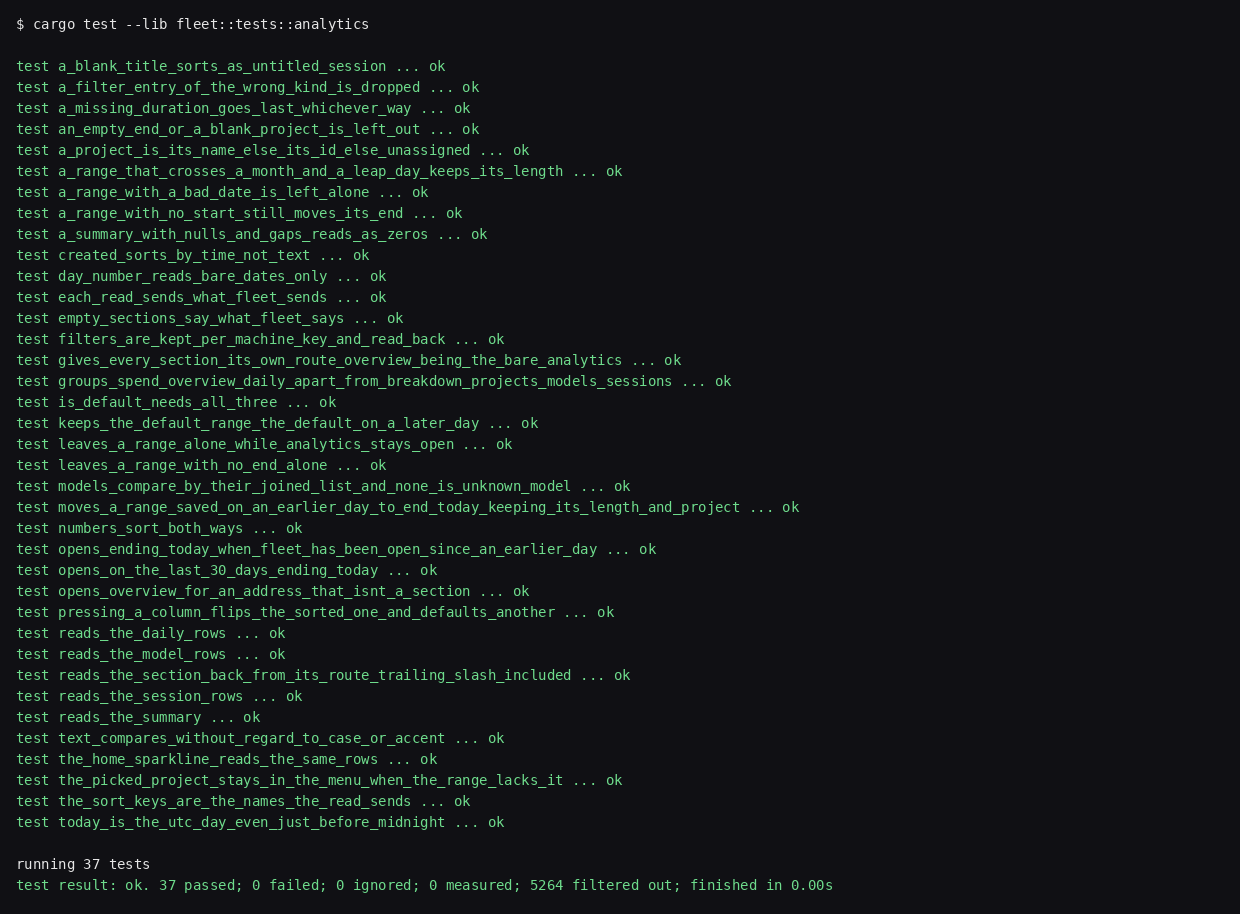 $ cargo test --lib fleet::tests::analytics
test a_blank_title_sorts_as_untitled_session ... ok
test a_filter_entry_of_the_wrong_kind_is_dropped ... ok
test a_missing_duration_goes_last_whichever_way ... ok
test an_empty_end_or_a_blank_project_is_left_out ... ok
test a_project_is_its_name_else_its_id_else_unassigned ... ok
test a_range_that_crosses_a_month_and_a_leap_day_keeps_its_length ... ok
test a_range_with_a_bad_date_is_left_alone ... ok
test a_range_with_no_start_still_moves_its_end ... ok
test a_summary_with_nulls_and_gaps_reads_as_zeros ... ok
test created_sorts_by_time_not_text ... ok
test day_number_reads_bare_dates_only ... ok
test each_read_sends_what_fleet_sends ... ok
test empty_sections_say_what_fleet_says ... ok
test filters_are_kept_per_machine_key_and_read_back ... ok
test gives_every_section_its_own_route_overview_being_the_bare_analytics ... ok
test groups_spend_overview_daily_apart_from_breakdown_projects_models_sessions ... ok
test is_default_needs_all_three ... ok
test keeps_the_default_range_the_default_on_a_later_day ... ok
test leaves_a_range_alone_while_analytics_stays_open ... ok
test leaves_a_range_with_no_end_alone ... ok
test models_compare_by_their_joined_list_and_none_is_unknown_model ... ok
test moves_a_range_saved_on_an_earlier_day_to_end_today_keeping_its_length_and_project ... ok
test numbers_sort_both_ways ... ok
test opens_ending_today_when_fleet_has_been_open_since_an_earlier_day ... ok
test opens_on_the_last_30_days_ending_today ... ok
test opens_overview_for_an_address_that_isnt_a_section ... ok
test pressing_a_column_flips_the_sorted_one_and_defaults_another ... ok
test reads_the_daily_rows ... ok
test reads_the_model_rows ... ok
test reads_the_section_back_from_its_route_trailing_slash_included ... ok
test reads_the_session_rows ... ok
test reads_the_summary ... ok
test text_compares_without_regard_to_case_or_accent ... ok
test the_home_sparkline_reads_the_same_rows ... ok
test the_picked_project_stays_in_the_menu_when_the_range_lacks_it ... ok
test the_sort_keys_are_the_names_the_read_sends ... ok
test today_is_the_utc_day_even_just_before_midnight ... ok
running 37 tests
test result: ok. 37 passed; 0 failed; 0 ignored; 0 measured; 5264 filtered out; finished in 0.00s